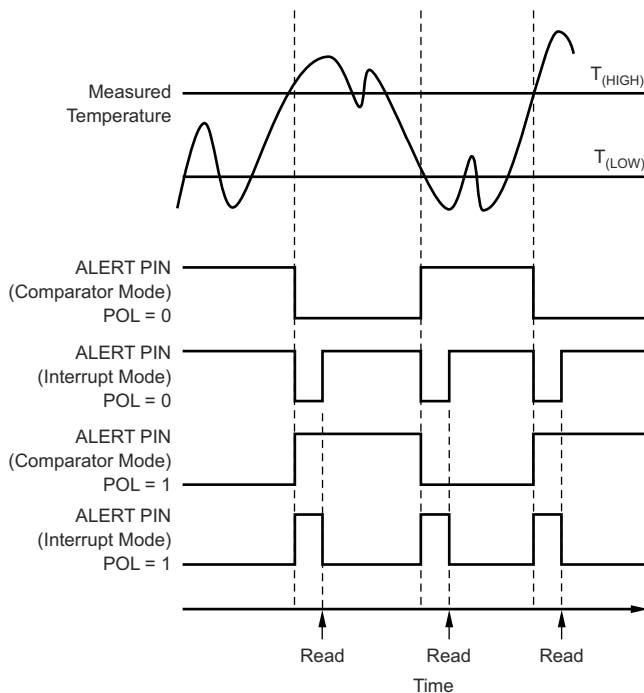 T(HIGH)
Measured
Temperature
T(LOW)
ALERT PIN
(Comparator Mode)
POL = 0
ALERT PIN
(Interrupt Mode)
POL = 0
ALERT PIN
(Comparator Mode)
POL = 1
ALERT PIN
(Interrupt Mode)
POL = 1
Read Read Read
Time